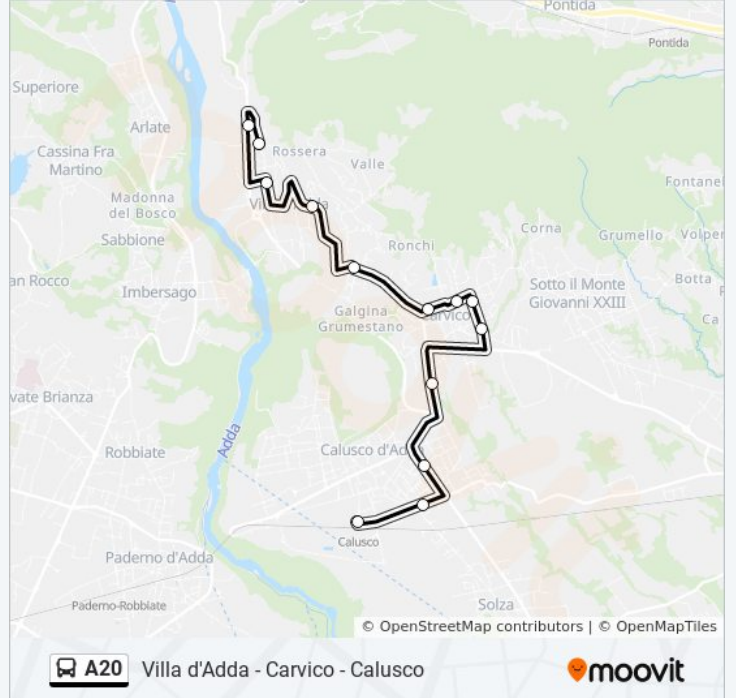 Pontida
Pontida
Superiore
Arlate
Cassina Fra
Martino
Rossera
Valle
Fontanel
Madonna
del Bosco
Vi
a
Sabbione
Ronchi
Corna
Grumello
Volper
an Rocco
Imbersago
Sotto il Monte
Giovanni XXIII
Botta
Galgina
Grumestano
Carvico
Ca
vate Brianza
Adda
Robbiate
Calusco d'Ad
Calusco
Paderno d'Adda
Paderno-Robbiate
Solza
© OpenStreetMap contributors | © OpenMapTiles
A20
Villa d'Adda - Carvico - Calusco
moovit